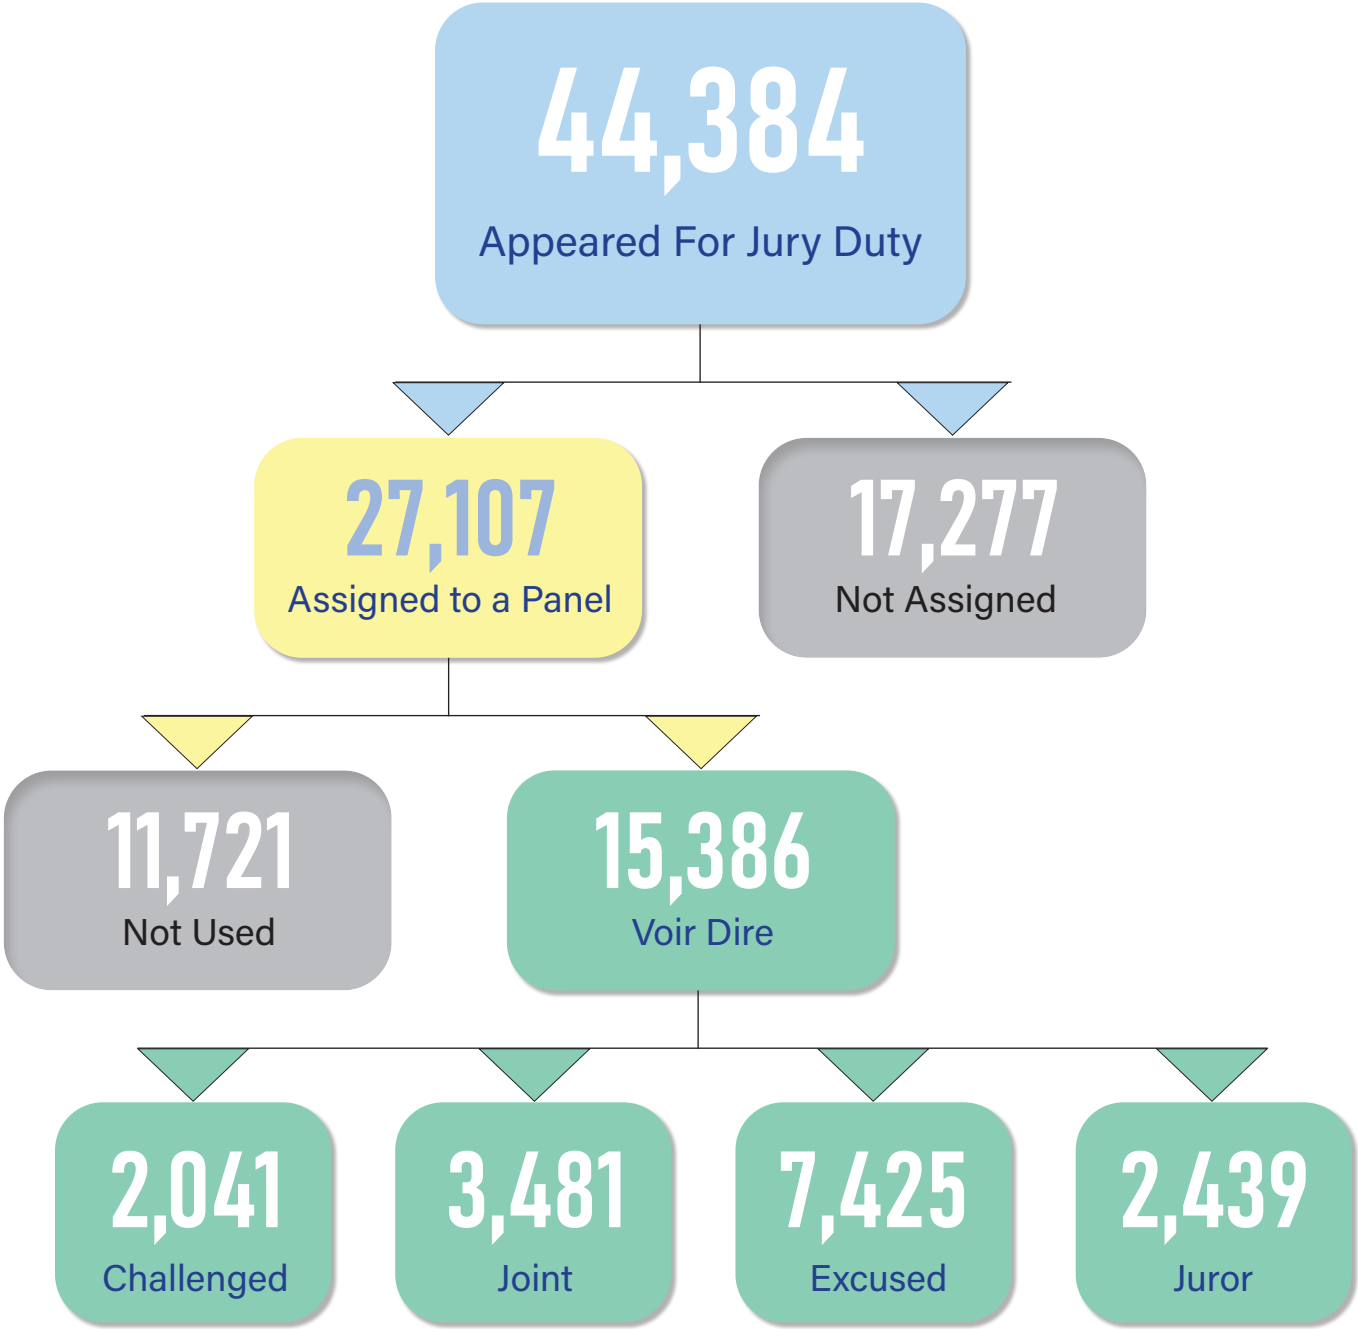 44,384
Appeared For Jury Duty
27,107
Assigned to a Panel
17,277
Not Assigned
11,721
Not Used
15,386
Voir Dire
2,041
Challenged
3,481
Joint
7,425
Excused
2,439
Juror